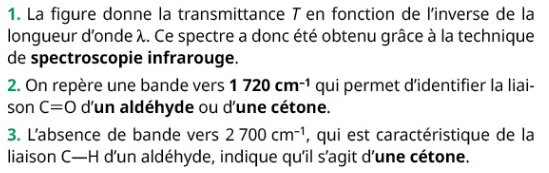 1. La figure donne la transmittance T en fonction de l'inverse de la
longueur d'onde λ. Ce spectre a donc été obtenu grâce à la technique
de spectroscopie infrarouge.
2. On repère une bande vers 1 720 cm⁻¹ qui permet d'identifier la liai-
son C=O d'un aldéhyde ou d'une cétone.
3. L'absence de bande vers 2 700 cm⁻¹, qui est caractéristique de la
liaison C—H d'un aldéhyde, indique qu'il s'agit d'une cétone.